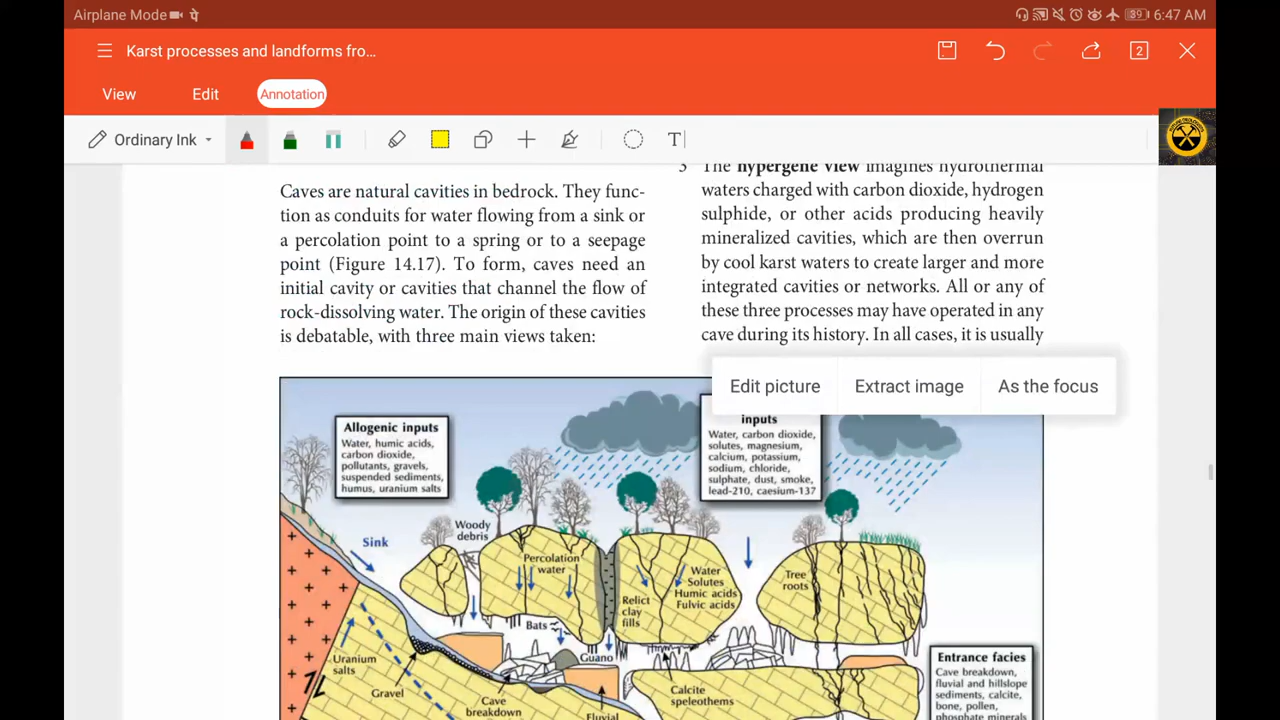 Airplane Mode
39 6:47 AM
Karst processes and landforms fro...
2
View
Edit
Annotation
Ordinary Ink
T
Caves are natural cavities in bedrock. They func-
tion as conduits for water flowing from a sink or
a percolation point to a spring or to a seepage
point (Figure 14.17). To form, caves need an
initial cavity or cavities that channel the flow of
rock-dissolving water. The origin of these cavities
is debatable, with three main views taken:
3 The hypergene view imagines hydrothermal
waters charged with carbon dioxide, hydrogen
sulphide, or other acids producing heavily
mineralized cavities, which are then overrun
by cool karst waters to create larger and more
integrated cavities or networks. All or any of
these three processes may have operated in any
cave during its history. In all cases, it is usually
Edit picture
Extract image
As the focus
Allogenic inputs
Water, humic acids,
carbon dioxide,
pollutants, gravels,
suspended sediments,
humus, uranium salts
inputs
Water, carbon dioxide,
solutes, magnesium,
calcium, potassium,
sodium, chloride,
sulphate, dust, smoke,
lead-210, caesium-137
Sink
Woody
debris
Percolation
water
Water
Solutes
Humic acids
Fulvic acids
Tree
roots
Relict
clay
fills
Bats
Guano
Uranium
salts
Gravel
Cave
breakdown
Fluvial
Calcite
speleothems
Entrance facies
Cave breakdown,
fluvial and hillslope
sediments, calcite,
bone, pollen,
phosphate minerals